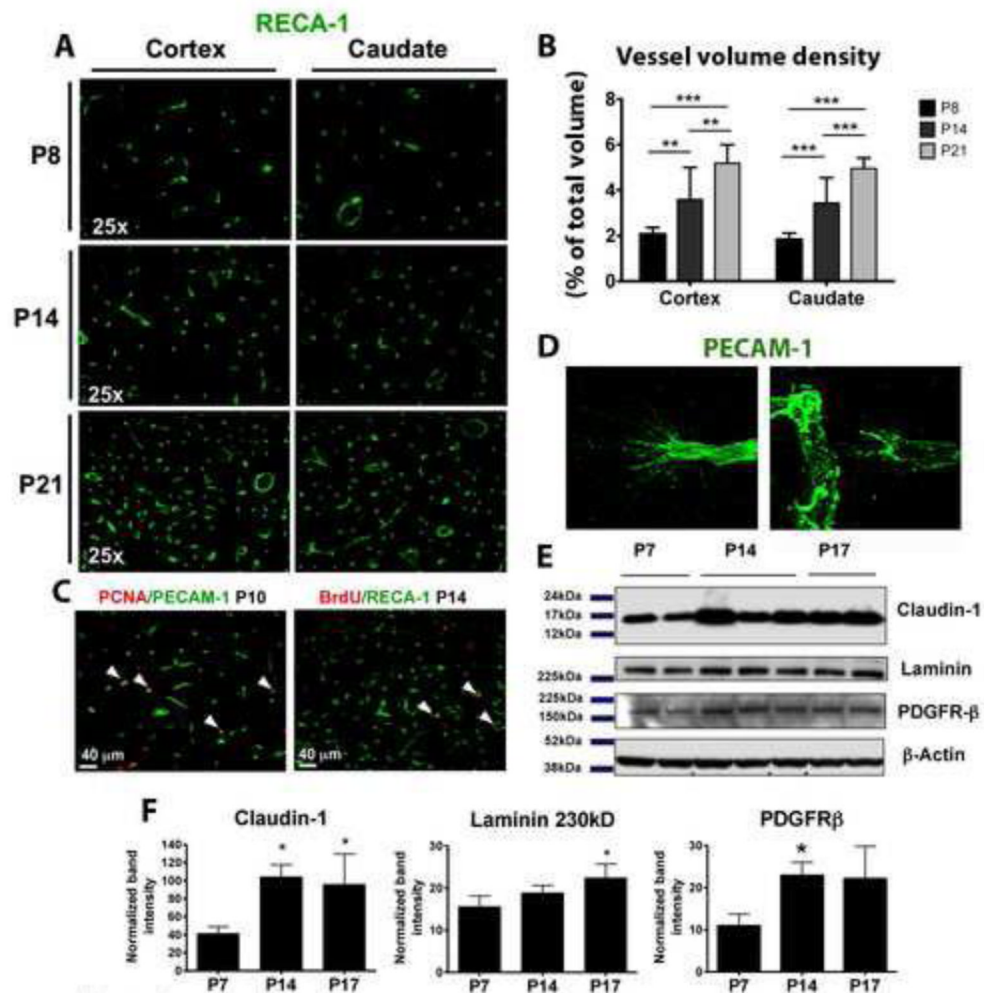 RECA-1
A
Cortex
Caudate
P8
25x
P14
25x
P21
25x
B
Vessel volume density
(% of total volume)
8
6
4
2
0
***
**
**
***
***
***
Cortex
Caudate
P8
P14
P21
C
PCNA/PECAM-1 P10
BrdU/RECA-1 P14
40 μm
40 μm
D
PECAM-1
E
P7 P14 P17
24kDa
17kDa
12kDa
Claudin-1
225kDa
Laminin
225kDa
150kDa
PDGFR-β
52kDa
38kDa
β-Actin
F
Claudin-1
Normalized band
intensity
140
120
100
80
60
40
20
0
*
*
P7 P14 P17
Laminin 230kD
Normalized band
intensity
30
20
10
0
*
P7 P14 P17
PDGFRβ
Normalized band
intensity
30
20
10
0
*
P7 P14 P17